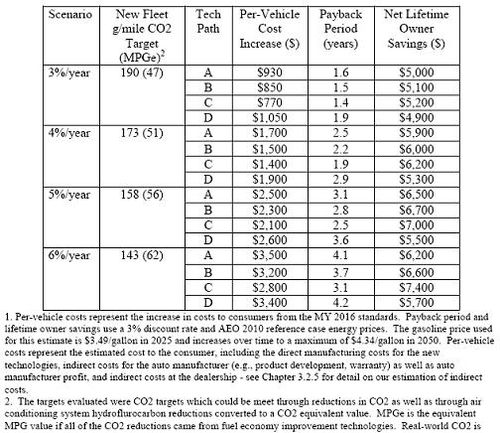 Scenario New Fleet g/mile CO2 Target (MPGe)2 Tech Path Per-Vehicle Cost Increase ($) Payback Period (years) Net Lifetime Owner Savings ($)
3%/year 190 (47) A $930 1.6 $5,000
B $850 1.5 $5,100
C $770 1.4 $5,200
D $1,050 1.9 $4,900
4%/year 173 (51) A $1,700 2.5 $5,900
B $1,500 2.2 $6,000
C $1,400 1.9 $6,200
D $1,900 2.9 $5,300
5%/year 158 (56) A $2,500 3.1 $6,500
B $2,300 2.8 $6,700
C $2,100 2.5 $7,000
D $2,600 3.6 $5,500
6%/year 143 (62) A $3,500 4.1 $6,200
B $3,200 3.7 $6,600
C $2,800 3.1 $7,400
D $3,400 4.2 $5,700
1. Per-vehicle costs represent the increase in costs to consumers from the MY 2016 standards. Payback period and
lifetime owner savings use a 3% discount rate and AEO 2010 reference case energy prices. The gasoline price used
for this estimate is $3.49/gallon in 2025 and increases over time to a maximum of $4.34/gallon in 2050. Per-vehicle
costs represent the estimated cost to the consumer, including the direct manufacturing costs for the new
technologies, indirect costs for the auto manufacturer (e.g., product development, warranty) as well as auto
manufacturer profit, and indirect costs at the dealership - see Chapter 3.2.5 for detail on our estimation of indirect
costs.
2. The targets evaluated were CO2 targets which could be meet through reductions in CO2 as well as through air
conditioning system hydroflurocarbon reductions converted to a CO2 equivalent value. MPGe is the equivalent
MPG value if all of the CO2 reductions came from fuel economy improvement technologies. Real-world CO2 is